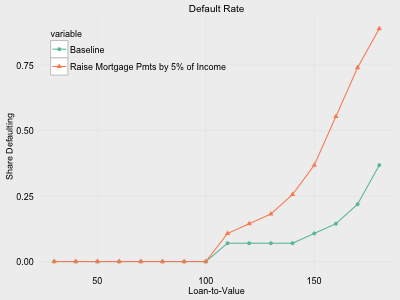 Default Rate
variable
Baseline
Raise Mortgage Pmts by 5% of Income
Share Defaulting
0.75
0.50
0.25
0.00
50
100
150
Loan-to-Value